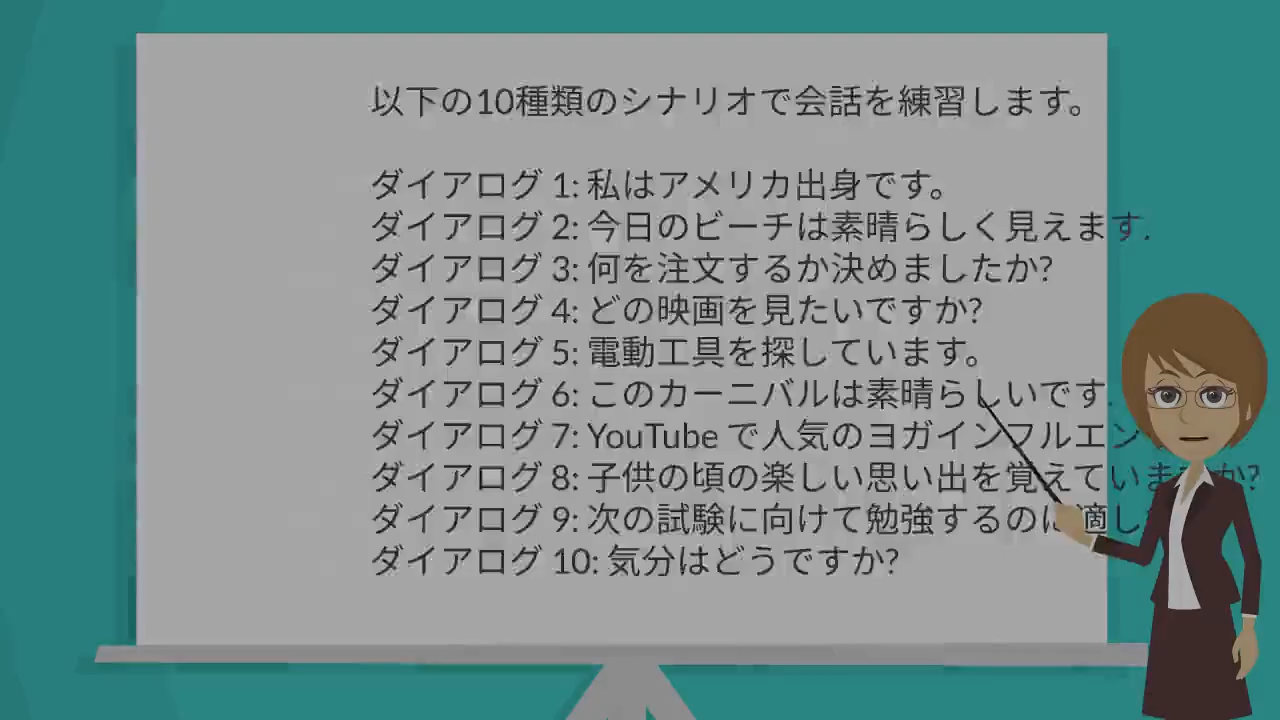 以下の10種類のシナリオで会話を練習します。
ダイアログ 1: 私はアメリカ出身です。
ダイアログ 2: 今日のビーチは素晴らしく見えます.
ダイアログ 3: 何を注文するか決めましたか?
ダイアログ 4: どの映画を見たいですか?
ダイアログ 5: 電動工具を探しています。
ダイアログ 6: このカーニバルは素晴らしいです.
ダイアログ 7: YouTube で人気のヨガインフルエン
ダイアログ 8: 子供の頃の楽しい思い出を覚えていますか?
ダイアログ 9: 次の試験に向けて勉強するのに適し
ダイアログ 10: 気分はどうですか?